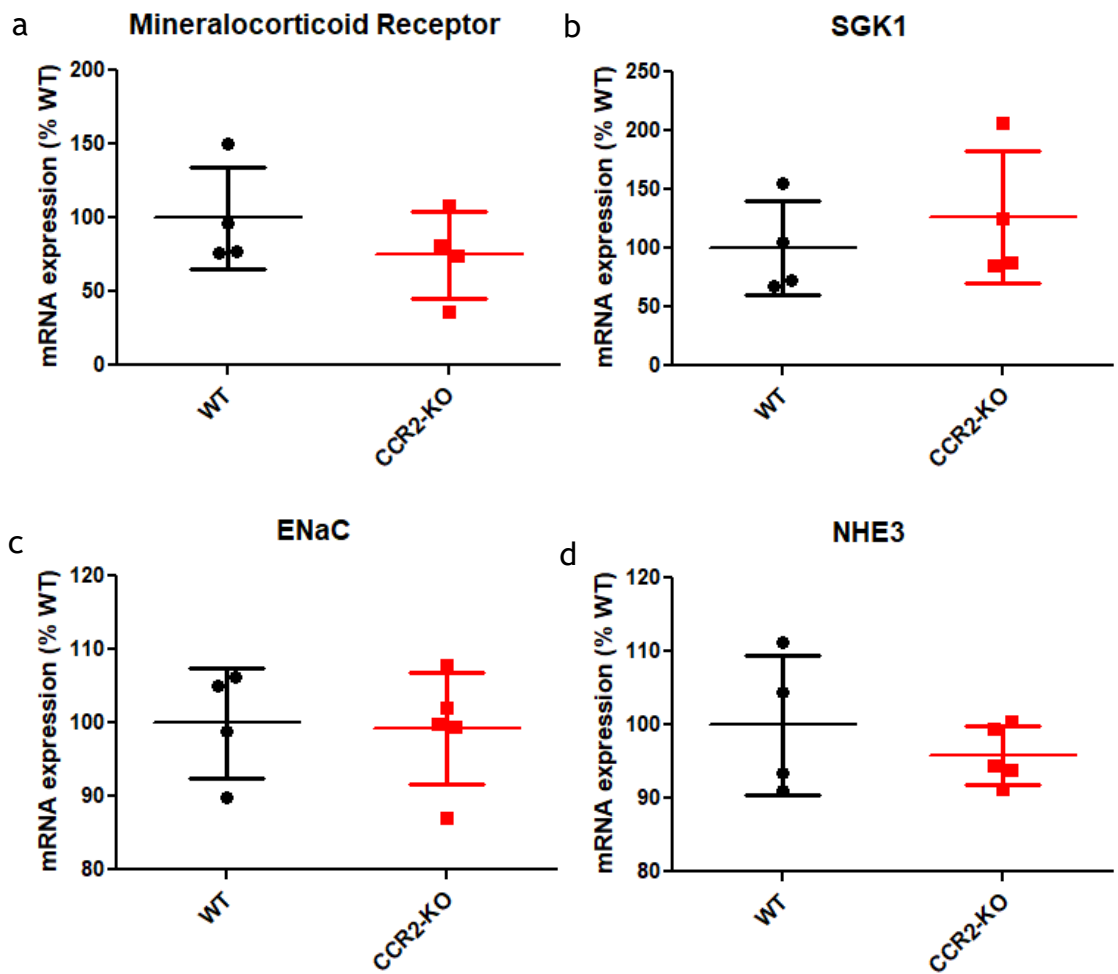 a
Mineralocorticoid Receptor
mRNA expression (% WT)
200
150
100
50
0
WT
CCR2-KO
b
SGK1
mRNA expression (% WT)
250
200
150
100
50
0
WT
CCR2-KO
c
ENaC
mRNA expression (% WT)
120
110
100
90
80
WT
CCR2-KO
d
NHE3
mRNA expression (% WT)
120
110
100
90
80
WT
CCR2-KO